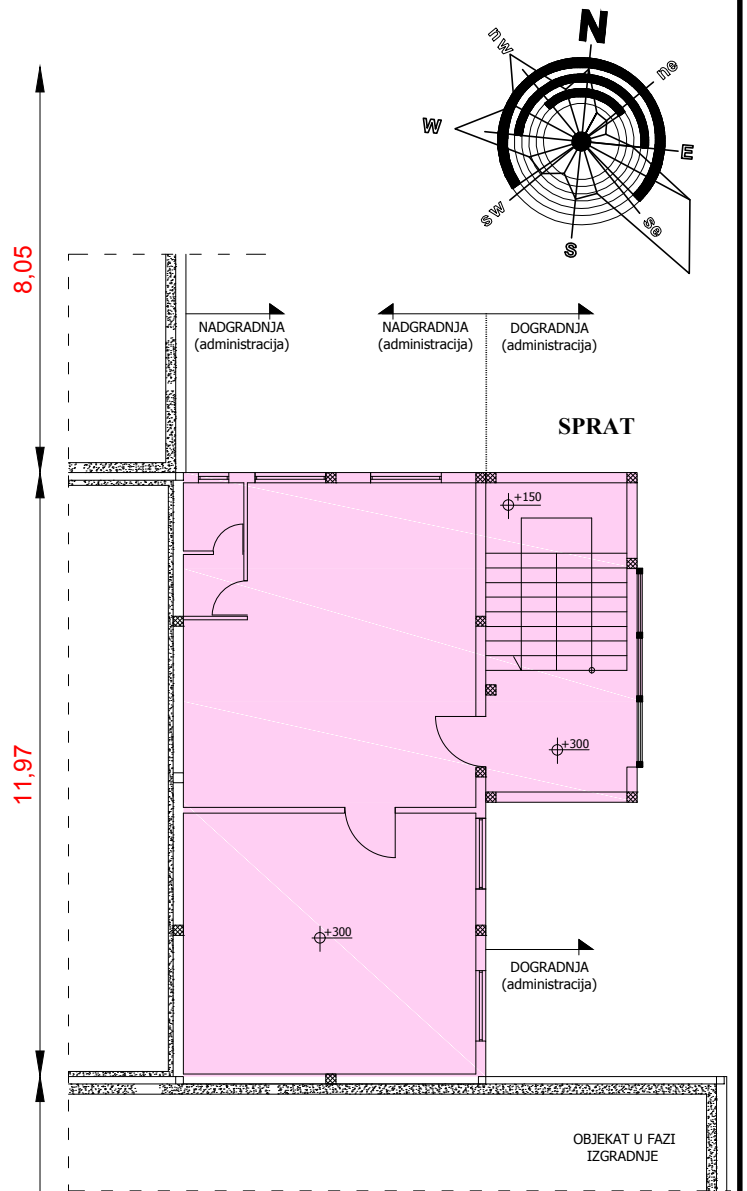 N
nw
ne
W
E
sw
se
S
8,05
NADGRADNJA
(administracija)
NADGRADNJA
(administracija)
DOGRADNJA
(administracija)
SPRAT
+150
+300
11,97
+300
DOGRADNJA
(administracija)
OBJEKAT U FAZI
IZGRADNJE